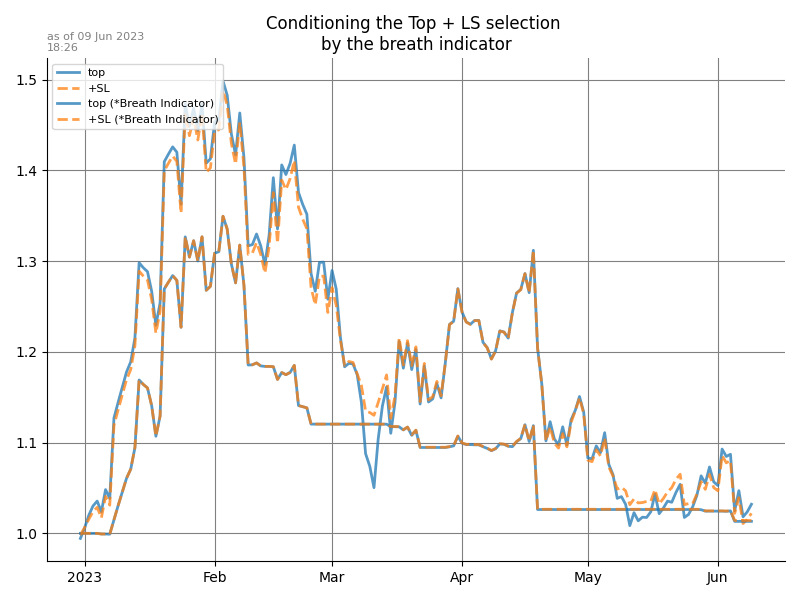 Conditioning the Top + LS selection
by the breath indicator
as of 09 Jun 2023
18:26
top
+SL
top (*Breath Indicator)
+SL (*Breath Indicator)
1.5
1.4
1.3
1.2
1.1
1.0
2023 Feb Mar Apr May Jun